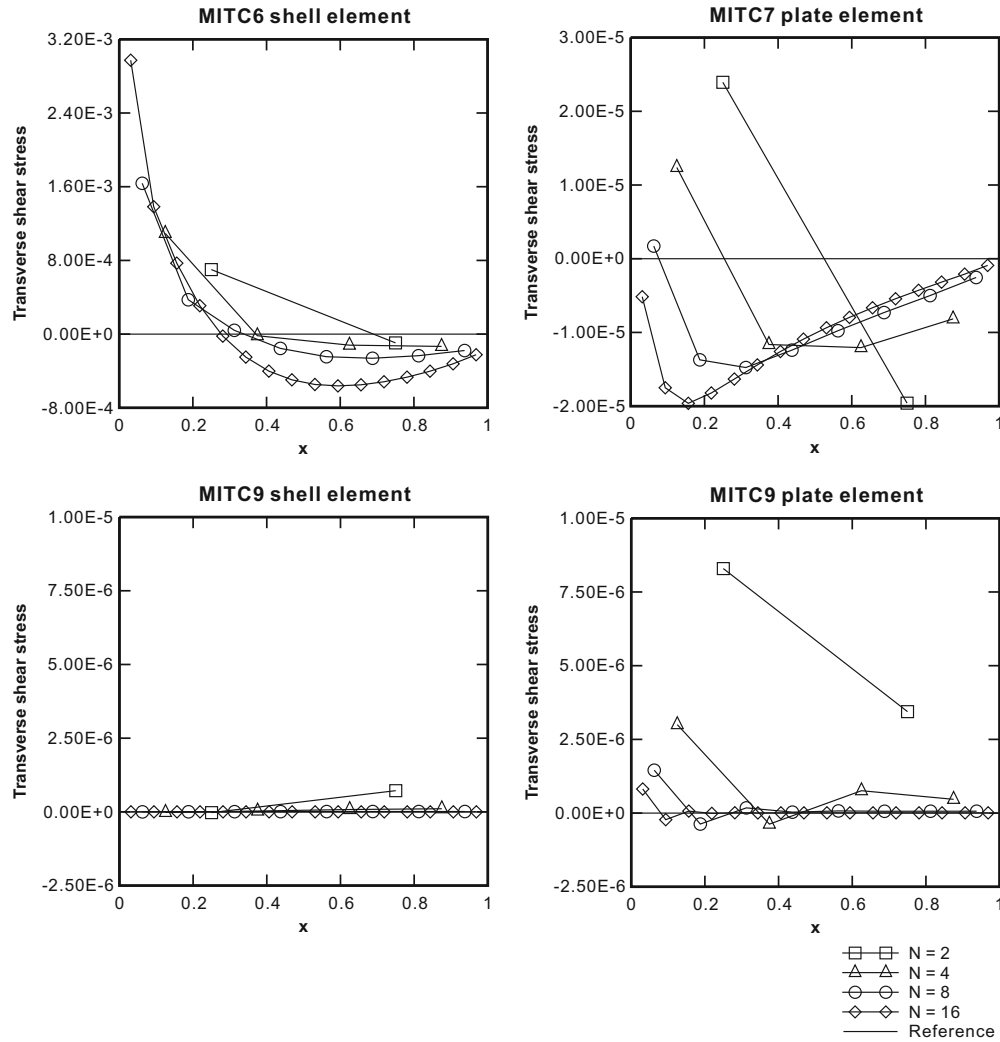 MITC6 shell element
3.20E-3
2.40E-3
1.60E-3
8.00E-4
0.00E+0
-8.00E-4
Transverse shear stress
0 0.2 0.4 0.6 0.8 1
x
MITC7 plate element
3.00E-5
2.00E-5
1.00E-5
0.00E+0
-1.00E-5
-2.00E-5
Transverse shear stress
0 0.2 0.4 0.6 0.8 1
x
MITC9 shell element
1.00E-5
7.50E-6
5.00E-6
2.50E-6
0.00E+0
-2.50E-6
Transverse shear stress
0 0.2 0.4 0.6 0.8 1
x
MITC9 plate element
1.00E-5
7.50E-6
5.00E-6
2.50E-6
0.00E+0
-2.50E-6
Transverse shear stress
0 0.2 0.4 0.6 0.8 1
x
N = 2
N = 4
N = 8
N = 16
Reference